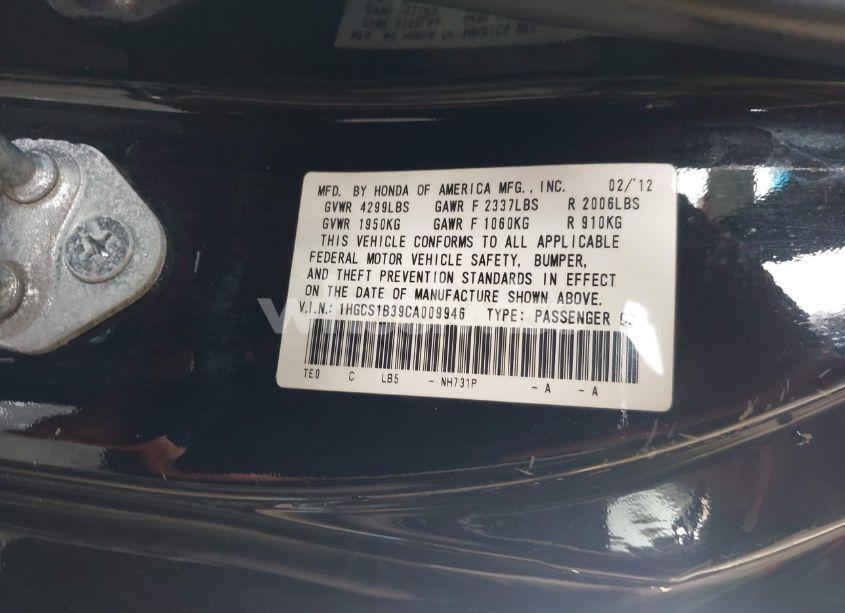 MFD. BY HONDA OF AMERICA MFG., INC. 02/'12
GVWR 4299LBS GAWR F 2337LBS R 2006LBS
GVWR 1950KG GAWR F 1060KG R 910KG
THIS VEHICLE CONFORMS TO ALL APPLICABLE
FEDERAL MOTOR VEHICLE SAFETY, BUMPER,
AND THEFT PREVENTION STANDARDS IN EFFECT
ON THE DATE OF MANUFACTURE SHOWN ABOVE.
V.I.N.: 1HGCS1B39CA009946 TYPE: PASSENGER
TE0 C LB5 - NH731P - A - A